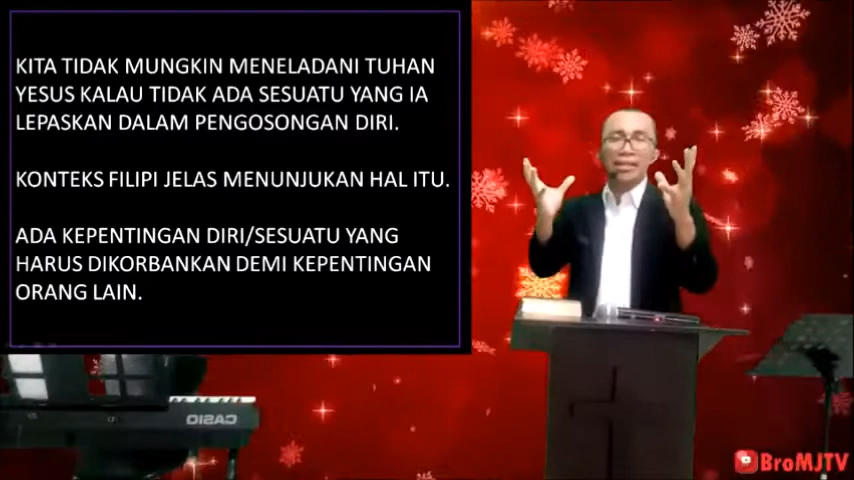 KITA TIDAK MUNGKIN MENELADANI TUHAN
YESUS KALAU TIDAK ADA SESUATU YANG IA
LEPASKAN DALAM PENGOSONGAN DIRI.
KONTEKS FILIPI JELAS MENUNJUKAN HAL ITU.
ADA KEPENTINGAN DIRI/SESUATU YANG
HARUS DIKORBANKAN DEMI KEPENTINGAN
ORANG LAIN.
CASIO
BroMJTV